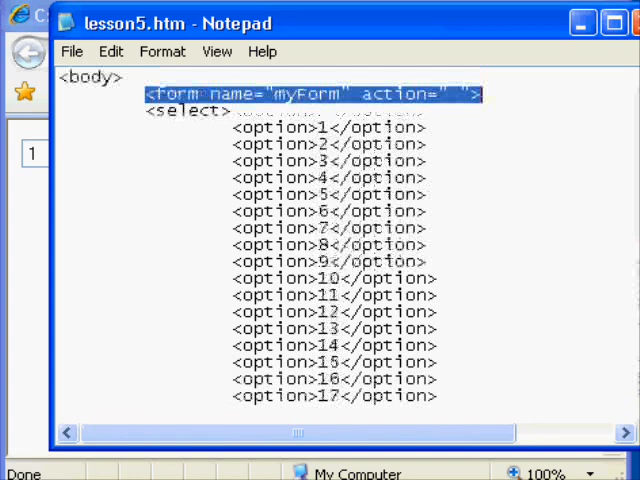 lesson5.htm - Notepad
File Edit Format View Help
<body>
<form name="myForm" action=" ">
<select>
1
<option>1</option>
<option>2</option>
<option>3</option>
<option>4</option>
<option>5</option>
<option>6</option>
<option>7</option>
<option>8</option>
<option>9</option>
<option>10</option>
<option>11</option>
<option>12</option>
<option>13</option>
<option>14</option>
<option>15</option>
<option>16</option>
<option>17</option>
Done My Computer 100%